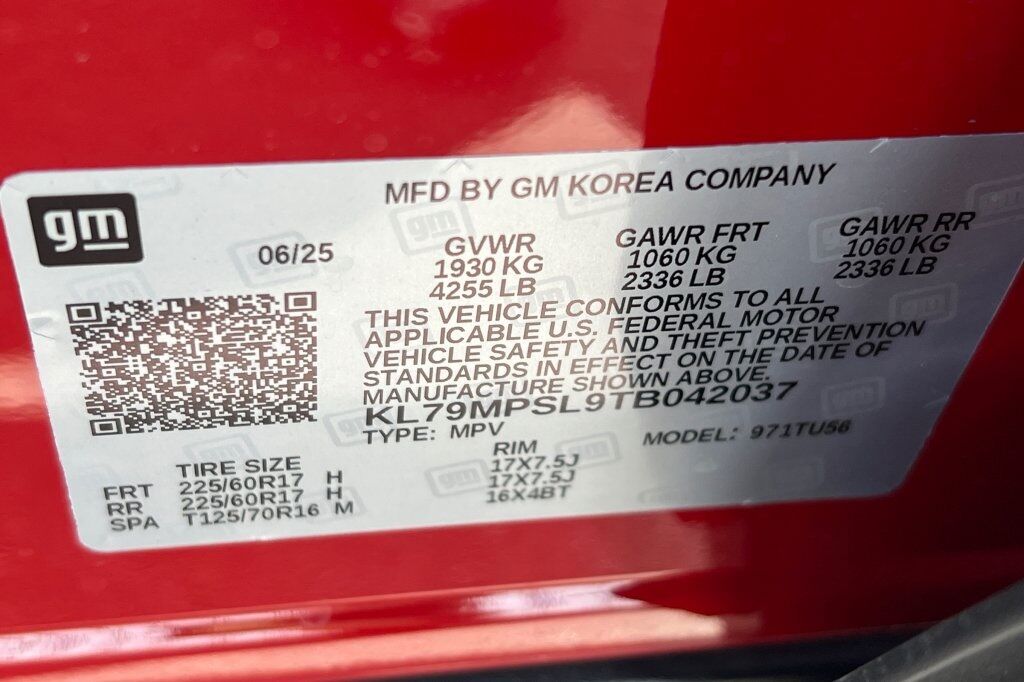 gm
MFD BY GM KOREA COMPANY
06/25
GVWR
1930 KG
4255 LB
GAWR FRT
1060 KG
2336 LB
GAWR RR
1060 KG
2336 LB
THIS VEHICLE CONFORMS TO ALL
APPLICABLE U.S. FEDERAL MOTOR
VEHICLE SAFETY AND THEFT PREVENTION
STANDARDS IN EFFECT ON THE DATE OF
MANUFACTURE SHOWN ABOVE.
KL79MPSL9TB042037
TYPE: MPV MODEL: 971TU56
TIRE SIZE RIM
FRT 225/60R17 H 17X7.5J
RR 225/60R17 H 17X7.5J
SPA T125/70R16 M 16X4BT